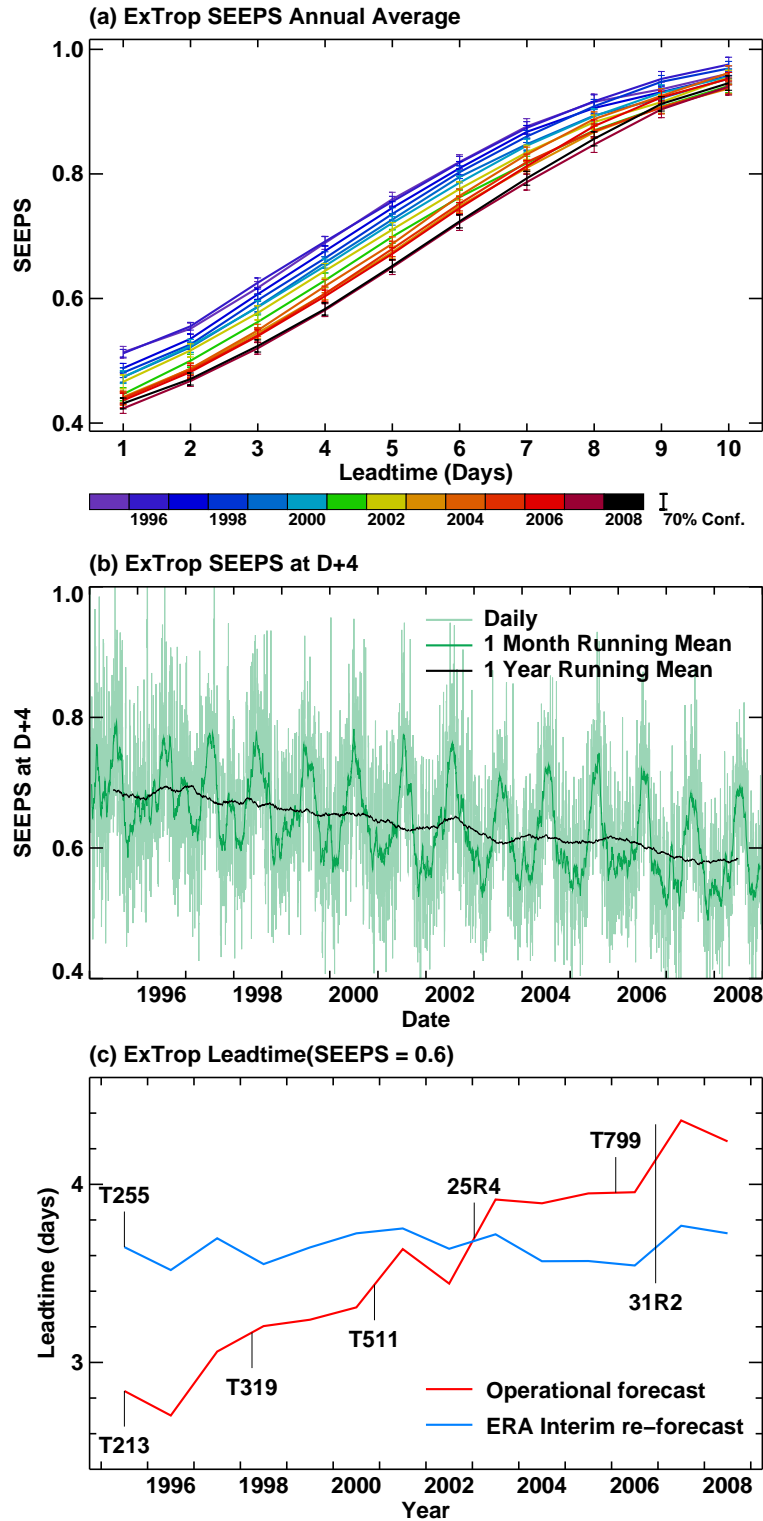 (a) ExTrop SEEPS Annual Average
1.0
0.8
0.6
0.4
SEEPS
1 2 3 4 5 6 7 8 9 10
Leadtime (Days)
1996 1998 2000 2002 2004 2006 2008 70% Conf.
(b) ExTrop SEEPS at D+4
1.0
0.8
0.6
0.4
SEEPS at D+4
Daily
1 Month Running Mean
1 Year Running Mean
1996 1998 2000 2002 2004 2006 2008
Date
(c) ExTrop Leadtime(SEEPS = 0.6)
4
3
Leadtime (days)
T799
25R4
T255
31R2
T511
T319
T213
Operational forecast
ERA Interim re-forecast
1996 1998 2000 2002 2004 2006 2008
Year